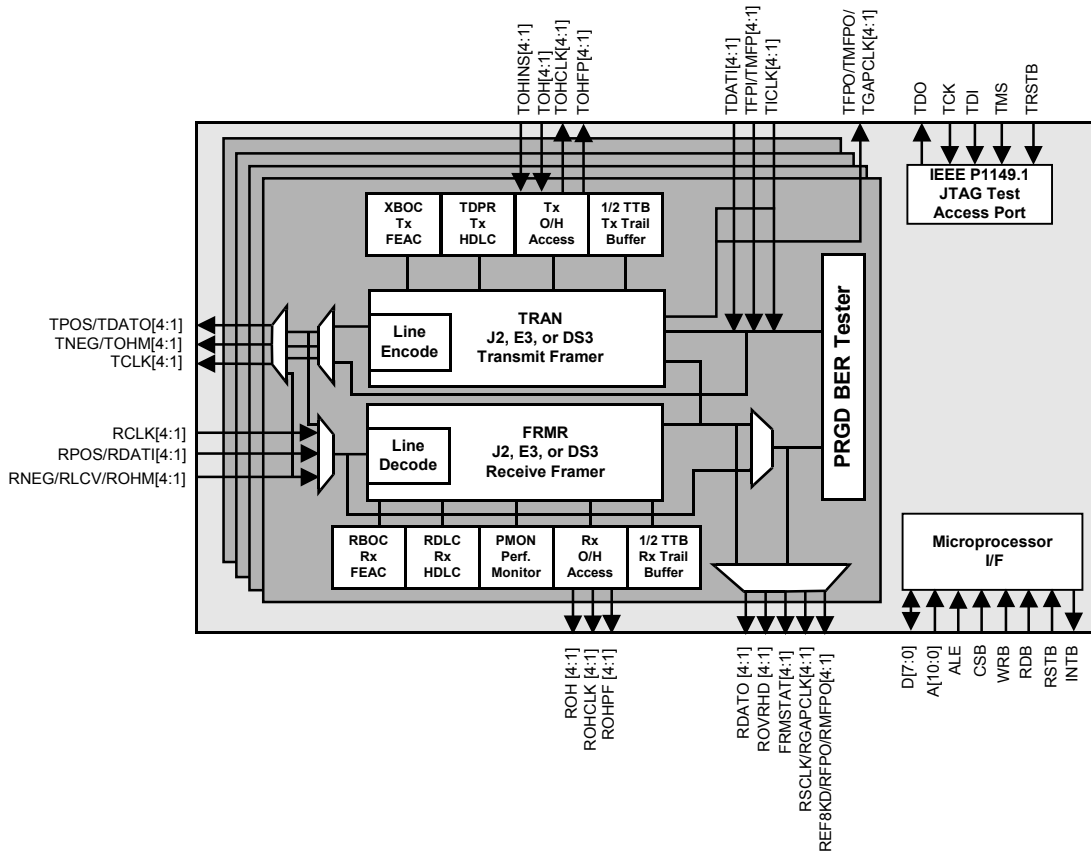 TOHINS[4:1]
TOH[4:1]
TOHCLK[4:1]
TOHFP[4:1]
TDATI[4:1]
TFPI/TMFP[4:1]
TICLK[4:1]
TFPO/TMFPO/
TGAPCLK[4:1]
TDO
TCK
TDI
TMS
TRSTB
IEEE P1149.1
JTAG Test
Access Port
XBOC
Tx
FEAC
TDPR
Tx
HDLC
Tx
O/H
Access
1/2 TTB
Tx Trail
Buffer
TPOS/TDATO[4:1]
TNEG/TOHM[4:1]
TCLK[4:1]
Line
Encode
TRAN
J2, E3, or DS3
Transmit Framer
PRGD BER Tester
RCLK[4:1]
RPOS/RDATI[4:1]
RNEG/RLCV/ROHM[4:1]
Line
Decode
FRMR
J2, E3, or DS3
Receive Framer
RBOC
Rx
FEAC
RDLC
Rx
HDLC
PMON
Perf.
Monitor
Rx
O/H
Access
1/2 TTB
Rx Trail
Buffer
Microprocessor
I/F
ROH [4:1]
ROHCLK [4:1]
ROHPF [4:1]
RDATO [4:1]
ROVRHD [4:1]
FRMSTAT[4:1]
RSCLK/RGAPCLK[4:1]
REF8KD/RFPO/RMFPO[4:1]
D[7:0]
A[10:0]
ALE
CSB
WRB
RDB
RSTB
INTB